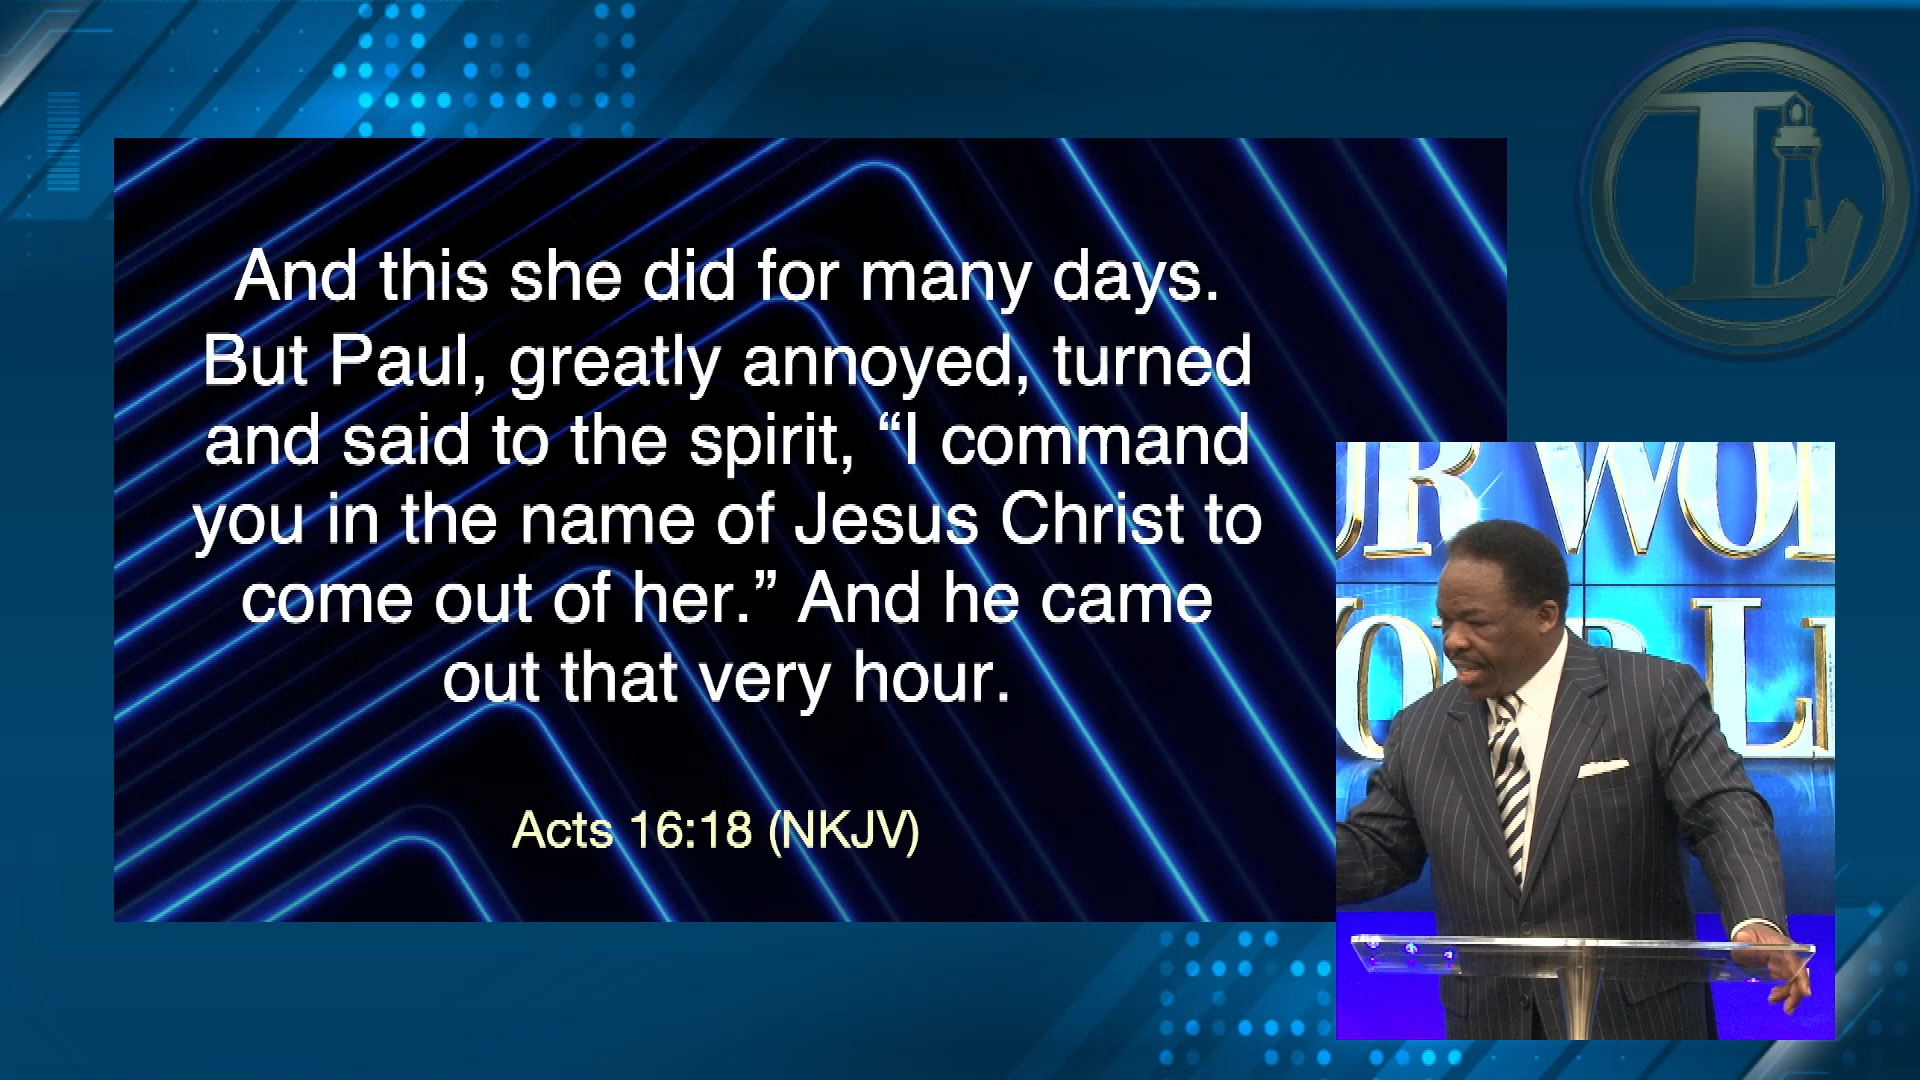 And this she did for many days.
But Paul, greatly annoyed, turned
and said to the spirit, “I command
you in the name of Jesus Christ to
come out of her.” And he came
out that very hour.
Acts 16:18 (NKJV)